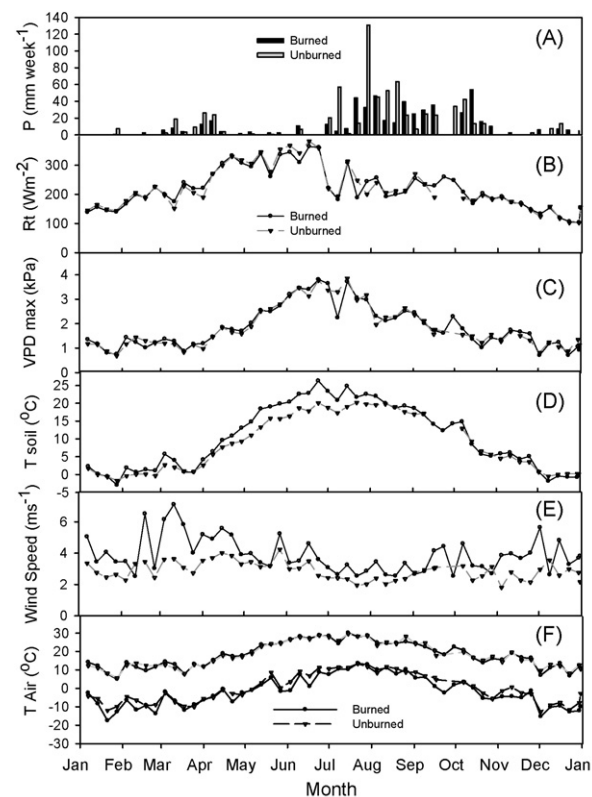 140
120
100
80
60
40
20
0
P (mm week-1)
Burned
Unburned
(A)
300
200
100
0
Rt (Wm-2)
Burned
Unburned
(B)
4
3
2
1
0
VPD max (kPa)
(C)
25
20
15
10
5
0
-5
T soil (0C)
(D)
6
4
2
0
Wind Speed (ms-1)
(E)
30
20
10
0
-10
-20
-30
T Air (0C)
(F)
Burned
Unburned
Jan Feb Mar Apr May Jun Jul Aug Sep Oct Nov Dec Jan
Month